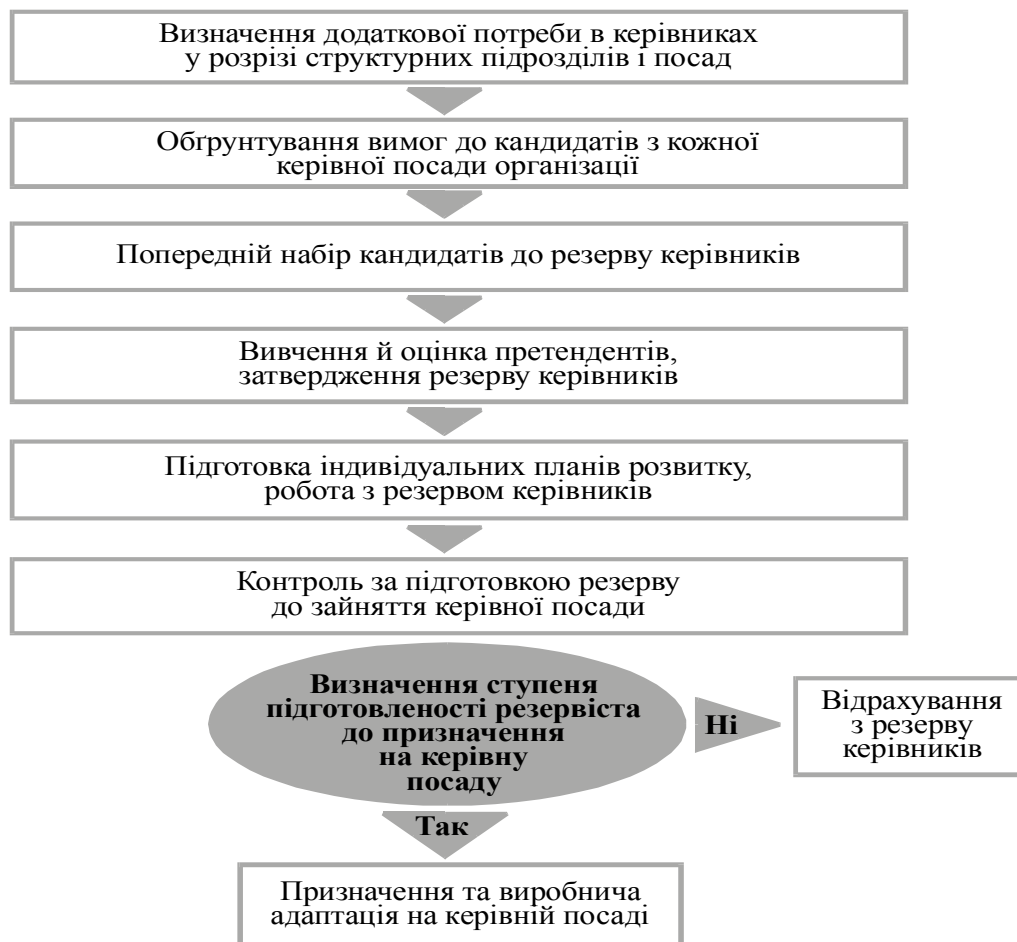 Визначення додаткової потреби в керівниках
у розрізі структурних підрозділів і посад
Обґрунтування вимог до кандидатів з кожної
керівної посади організації
Попередній набір кандидатів до резерву керівників
Вивчення й оцінка претендентів,
затвердження резерву керівників
Підготовка індивідуальних планів розвитку,
робота з резервом керівників
Контроль за підготовкою резерву
до зайняття керівної посади
Визначення ступеня
підготовленості резервіста
до призначення
на керівну
посаду
Ні
Відрахування
з резерву
керівників
Так
Призначення та виробнича
адаптація на керівній посаді